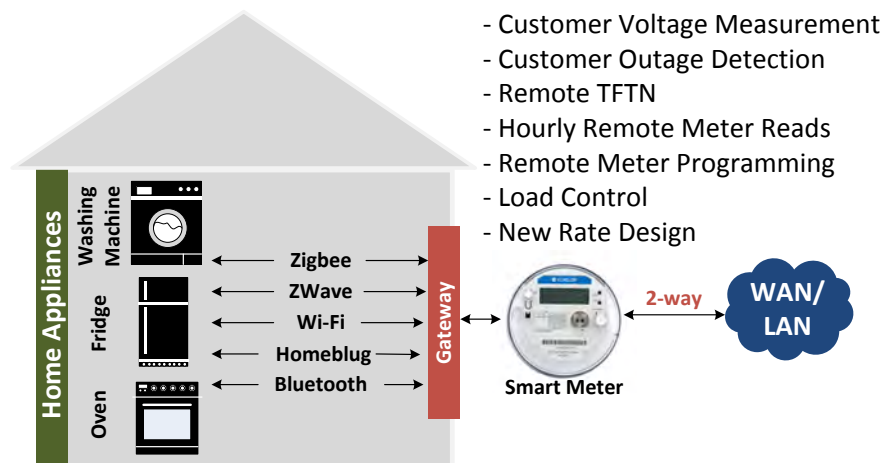 - Customer Voltage Measurement
- Customer Outage Detection
- Remote TFTN
- Hourly Remote Meter Reads
- Remote Meter Programming
- Load Control
- New Rate Design
Home Appliances
Washing
Machine
Fridge
Oven
Zigbee
ZWave
Wi-Fi
Homeblug
Bluetooth
Gateway
Smart Meter
2-way
WAN/
LAN